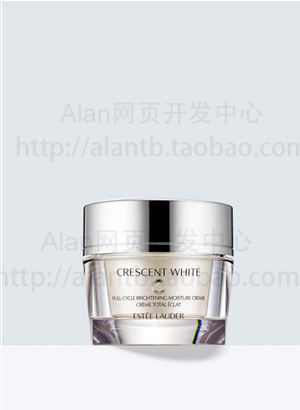 Alan网页开发中心
http://alantb.taobao.com
CRESCENT WHITE
FULL CYCLE BRIGHTENING MOISTURE CREME
CRÈME TOTAL ÉCLAT
ESTĒE LAUDER
Alan网页开发中心
http://alantb.taobao.com